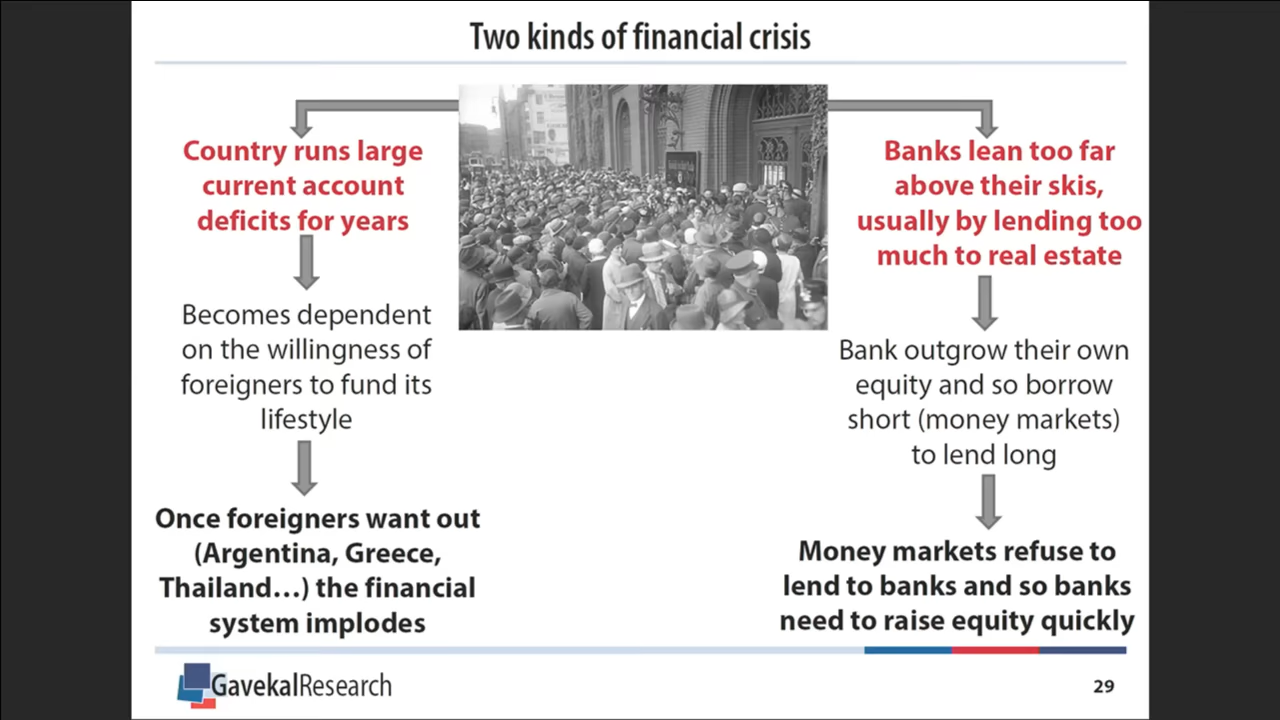 Two kinds of financial crisis
Country runs large
current account
deficits for years
Becomes dependent
on the willingness of
foreigners to fund its
lifestyle
Once foreigners want out
(Argentina, Greece,
Thailand…) the financial
system implodes
Banks lean too far
above their skis,
usually by lending too
much to real estate
Bank outgrow their own
equity and so borrow
short (money markets)
to lend long
Money markets refuse to
lend to banks and so banks
need to raise equity quickly
GavekalResearch
29